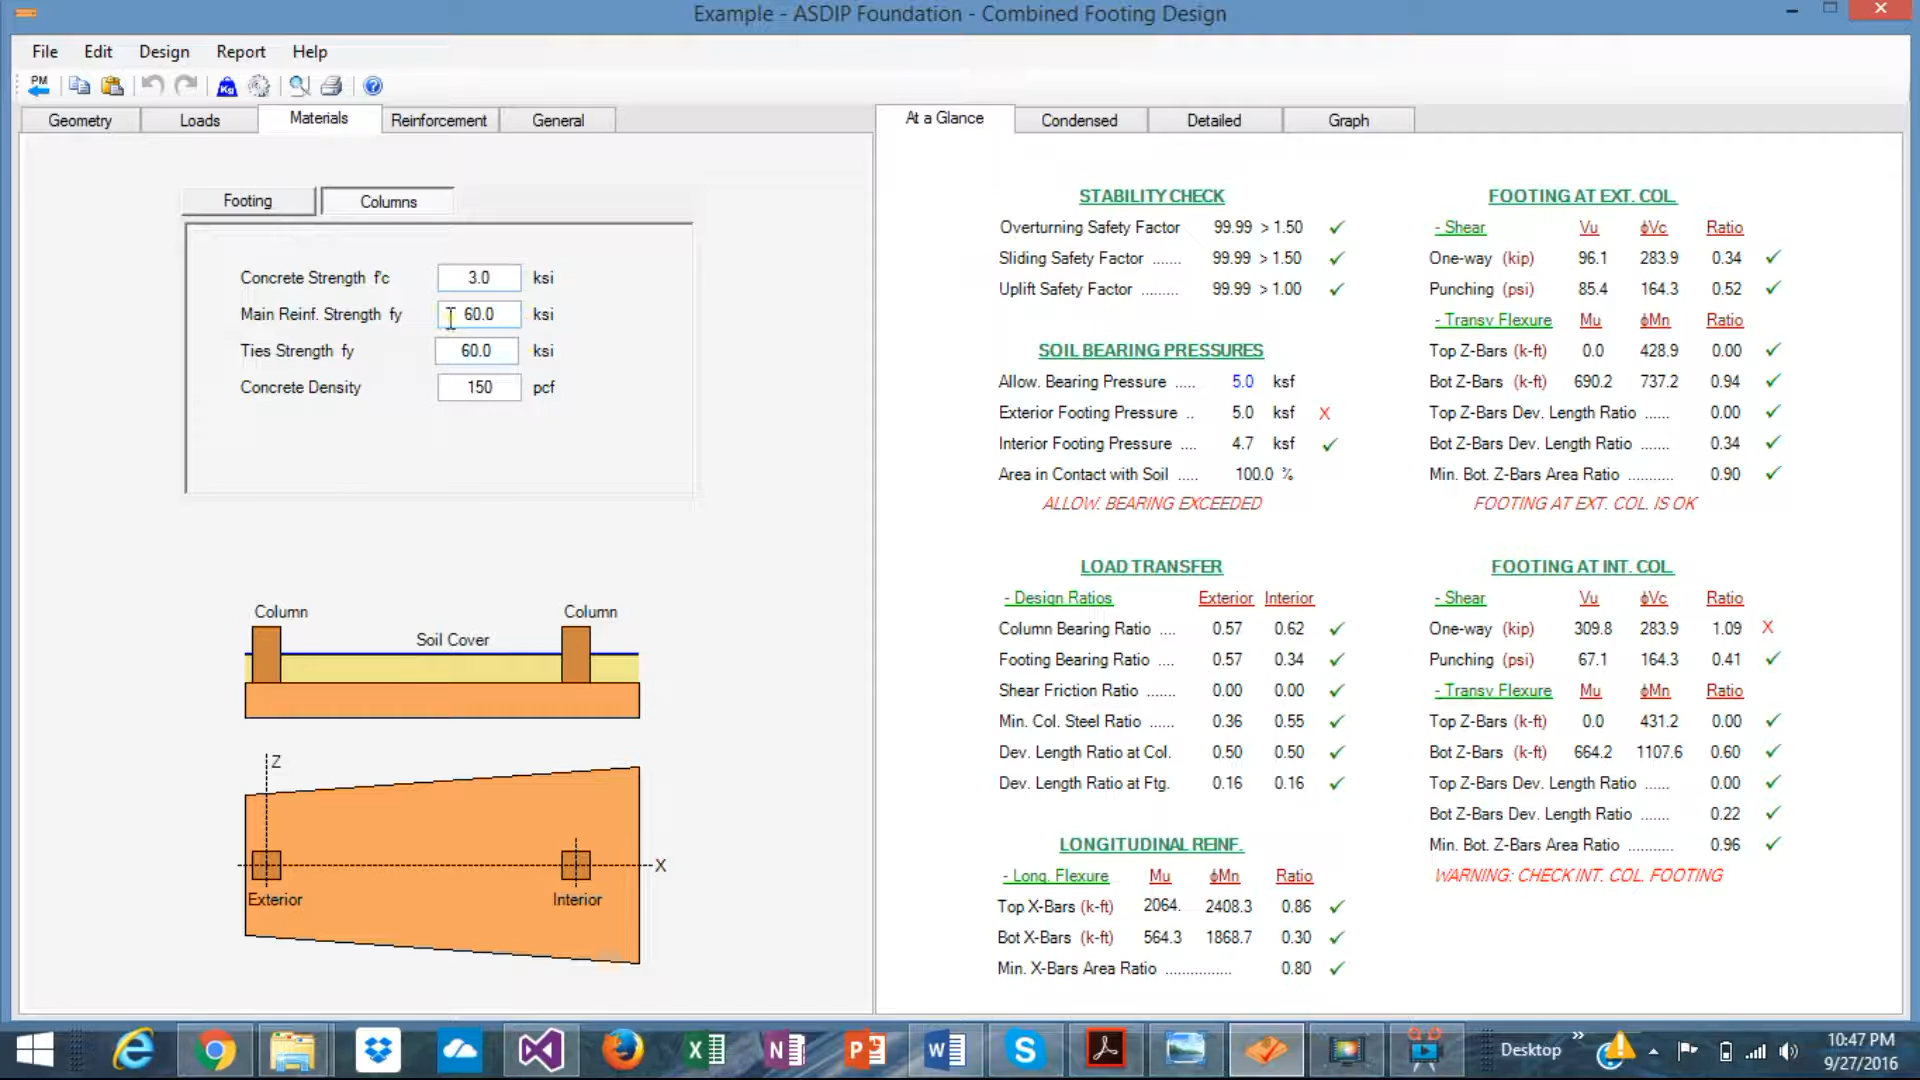 Example - ASDIP Foundation - Combined Footing Design
File Edit Design Report Help
PM Kg
Geometry Loads Materials Reinforcement General
At a Glance Condensed Detailed Graph
Footing Columns
Concrete Strength f'c 3.0 ksi
Main Reinf. Strength fy 60.0 ksi
Ties Strength fy 60.0 ksi
Concrete Density 150 pcf
Column Column
Soil Cover
Z
X
Exterior Interior
STABILITY CHECK
Overturning Safety Factor 99.99 > 1.50 ✓
Sliding Safety Factor ....... 99.99 > 1.50 ✓
Uplift Safety Factor ......... 99.99 > 1.00 ✓
SOIL BEARING PRESSURES
Allow. Bearing Pressure ..... 5.0 ksf
Exterior Footing Pressure .. 5.0 ksf X
Interior Footing Pressure .... 4.7 ksf ✓
Area in Contact with Soil ..... 100.0 %
ALLOW. BEARING EXCEEDED
LOAD TRANSFER
- Design Ratios Exterior Interior
Column Bearing Ratio .... 0.57 0.62 ✓
Footing Bearing Ratio .... 0.57 0.34 ✓
Shear Friction Ratio ....... 0.00 0.00 ✓
Min. Col. Steel Ratio ...... 0.36 0.55 ✓
Dev. Length Ratio at Col. 0.50 0.50 ✓
Dev. Length Ratio at Ftg. 0.16 0.16 ✓
LONGITUDINAL REINF.
- Long. Flexure Mu ϕMn Ratio
Top X-Bars (k-ft) 2064. 2408.3 0.86 ✓
Bot X-Bars (k-ft) 564.3 1868.7 0.30 ✓
Min. X-Bars Area Ratio ............... 0.80 ✓
FOOTING AT EXT. COL.
- Shear Vu ϕVc Ratio
One-way (kip) 96.1 283.9 0.34 ✓
Punching (psi) 85.4 164.3 0.52 ✓
- Transv Flexure Mu ϕMn Ratio
Top Z-Bars (k-ft) 0.0 428.9 0.00 ✓
Bot Z-Bars (k-ft) 690.2 737.2 0.94 ✓
Top Z-Bars Dev. Length Ratio ...... 0.00 ✓
Bot Z-Bars Dev. Length Ratio ....... 0.34 ✓
Min. Bot. Z-Bars Area Ratio ........... 0.90 ✓
FOOTING AT EXT. COL. IS OK
FOOTING AT INT. COL.
- Shear Vu ϕVc Ratio
One-way (kip) 309.8 283.9 1.09 X
Punching (psi) 67.1 164.3 0.41 ✓
- Transv Flexure Mu ϕMn Ratio
Top Z-Bars (k-ft) 0.0 431.2 0.00 ✓
Bot Z-Bars (k-ft) 664.2 1107.6 0.60 ✓
Top Z-Bars Dev. Length Ratio ...... 0.00 ✓
Bot Z-Bars Dev. Length Ratio ....... 0.22 ✓
Min. Bot. Z-Bars Area Ratio ........... 0.96 ✓
WARNING: CHECK INT. COL. FOOTING
Desktop
10:47 PM
9/27/2016